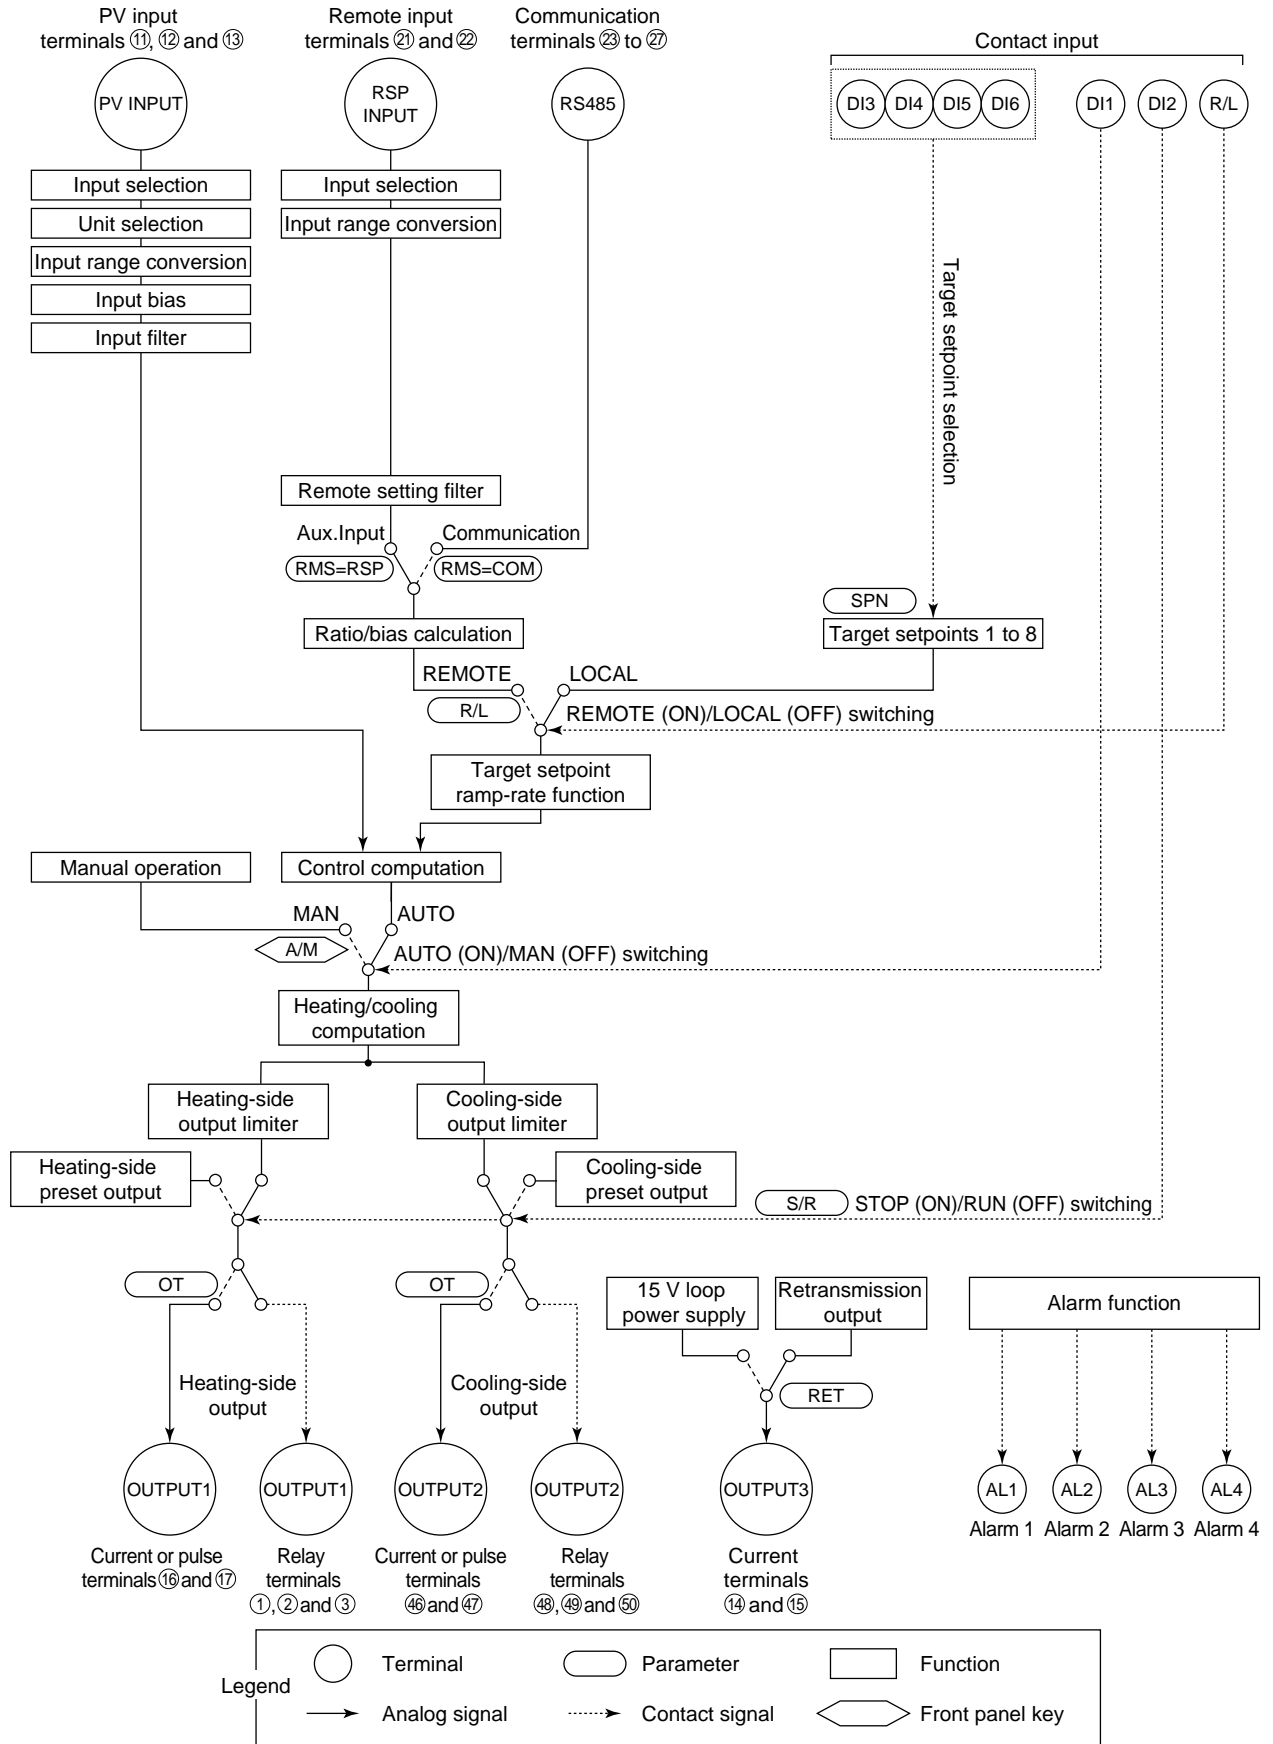 PV input
terminals ⑪, ⑫ and ⑬
Remote input
terminals ㉑ and ㉒
Communication
terminals ㉓ to ㉗
Contact input
PV INPUT
RSP
INPUT
RS485
DI3
DI4
DI5
DI6
DI1
DI2
R/L
Input selection
Unit selection
Input range conversion
Input bias
Input filter
Input selection
Input range conversion
Target setpoint selection
Remote setting filter
Aux.Input
Communication
RMS=RSP
RMS=COM
SPN
Ratio/bias calculation
Target setpoints 1 to 8
REMOTE
LOCAL
R/L
REMOTE (ON)/LOCAL (OFF) switching
Target setpoint
ramp-rate function
Manual operation
Control computation
MAN
AUTO
A/M
AUTO (ON)/MAN (OFF) switching
Heating/cooling
computation
Heating-side
output limiter
Cooling-side
output limiter
Heating-side
preset output
Cooling-side
preset output
S/R
STOP (ON)/RUN (OFF) switching
OT
OT
15 V loop
power supply
Retransmission
output
Alarm function
Heating-side
output
Cooling-side
output
RET
OUTPUT1
OUTPUT1
OUTPUT2
OUTPUT2
OUTPUT3
AL1
AL2
AL3
AL4
Alarm 1
Alarm 2
Alarm 3
Alarm 4
Current or pulse
terminals ⑯ and ⑰
Relay
terminals
①, ② and ③
Current or pulse
terminals
㊻ and ㊼
Relay
terminals
㊽, ㊾ and ㊿
Current
terminals
⑭ and ⑮
Legend
Terminal
Parameter
Function
Analog signal
Contact signal
Front panel key